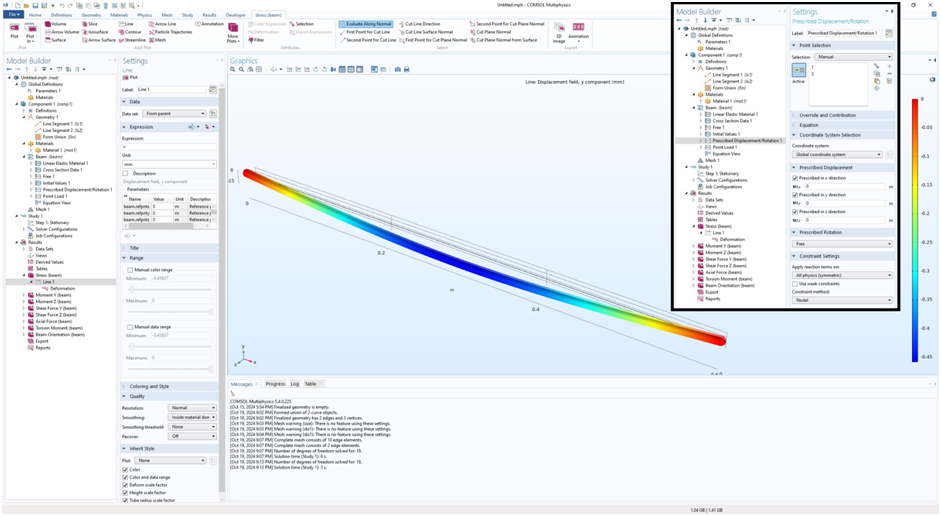 Untitled.mph - COMSOL Multiphysics
File
Home
Definitions
Geometry
Materials
Physics
Mesh
Study
Results
Developer
Stress (beam)
Plot
Plot In
Volume
Surface
Arrow Surface
Slice
Isosurface
Arrow Line
Line
Contour
Streamline
Arrow Volume
Particle Trajectories
Mesh
Annotation
More Plots
Add Plot
Selection
Deformation
Export Expressions
Filter
Attributes
Evaluate Along Normal
First Point for Cut Line
Second Point for Cut Line
Cut Line Direction
Cut Line Surface Normal
First Point for Cut Plane Normal
Select
Second Point for Cut Plane Normal
Cut Plane Normal
Cut Plane Normal from Surface
3D Image
Animation
Export
Model Builder
Untitled.mph (root)
Global Definitions
Parameters 1
Materials
Component 1 (comp1)
Definitions
Geometry 1
Line Segment 1 (ls1)
Line Segment 2 (ls2)
Form Union (fin)
Materials
Material 1 (mat1)
Beam (beam)
Linear Elastic Material 1
Cross Section Data 1
Free 1
Initial Values 1
Prescribed Displacement/Rotation 1
Point Load 1
Equation View
Mesh 1
Study 1
Step 1: Stationary
Solver Configurations
Job Configurations
Results
Data Sets
Views
Derived Values
Tables
Stress (beam)
Line 1
Deformation
Moment Y (beam)
Moment Z (beam)
Shear Force Y (beam)
Shear Force Z (beam)
Axial Force (beam)
Torsion Moment (beam)
Beam Orientation (beam)
Export
Reports
Settings
Line
Plot
Label: Line 1
Data
Data set: From parent
Expression
Expression:
v
Unit:
mm
Description:
Displacement field, y component
Parameters
Name Value Unit Description
beam.refpntx 0 m Reference p
beam.refpnty 0 m Reference p
beam.refpntz 0 m Reference p
Title
Range
Manual color range
Minimum: -0.45837
Maximum: 0
Manual data range
Minimum: -0.45837
Maximum: 0
Coloring and Style
Quality
Resolution: Normal
Smoothing: Inside material dom
Smoothing threshold: None
Recover: Off
Inherit Style
Plot: None
Color
Color and data range
Deform scale factor
Height scale factor
Tube radius scale factor
Graphics
Line: Displacement field, y component (mm)
0
-15
0
0.2
m
0.4
y
z
x
0
-0.05
-0.1
-0.15
-0.2
-0.25
-0.3
-0.35
-0.4
-0.45
Messages
Progress
Log
Table
COMSOL Multiphysics 5.4.0.225
[Oct 15, 2024 5:54 PM] Finalized geometry is empty.
[Oct 19, 2024 9:02 PM] Formed union of 2 curve objects.
[Oct 19, 2024 9:02 PM] Finalized geometry has 2 edges and 3 vertices.
[Oct 19, 2024 9:03 PM] Mesh warning (size): There is no feature using these settings.
[Oct 19, 2024 9:03 PM] Mesh warning (dis1): There is no feature using these settings.
[Oct 19, 2024 9:04 PM] Mesh warning (dis1): There is no feature using these settings.
[Oct 19, 2024 9:07 PM] Complete mesh consists of 10 edge elements.
[Oct 19, 2024 9:07 PM] Complete mesh consists of 2 edge elements.
[Oct 19, 2024 9:07 PM] Number of degrees of freedom solved for: 18.
[Oct 19, 2024 9:07 PM] Solution time (Study 1): 6 s.
[Oct 19, 2024 9:13 PM] Number of degrees of freedom solved for: 18.
[Oct 19, 2024 9:13 PM] Solution time (Study 1): 3 s.
1.04 GB | 1.41 GB
Model Builder
Untitled.mph (root)
Global Definitions
Parameters 1
Materials
Component 1 (comp1)
Definitions
Geometry 1
Line Segment 1 (ls1)
Line Segment 2 (ls2)
Form Union (fin)
Materials
Material 1 (mat1)
Beam (beam)
Linear Elastic Material 1
Cross Section Data 1
Free 1
Initial Values 1
Prescribed Displacement/Rotation 1
Point Load 1
Equation View
Mesh 1
Study 1
Step 1: Stationary
Solver Configurations
Job Configurations
Results
Data Sets
Views
Derived Values
Tables
Stress (beam)
Line 1
Deformation
Moment Y (beam)
Moment Z (beam)
Shear Force Y (beam)
Shear Force Z (beam)
Axial Force (beam)
Torsion Moment (beam)
Beam Orientation (beam)
Export
Reports
Settings
Prescribed Displacement/Rotation
Label: Prescribed Displacement/Rotation 1
Point Selection
Selection: Manual
Active
1
3
Override and Contribution
Equation
Coordinate System Selection
Coordinate system:
Global coordinate system
Prescribed Displacement
Prescribed in x direction
u0x 0 m
Prescribed in y direction
u0y 0 m
Prescribed in z direction
u0z 0 m
Prescribed Rotation
Free
Constraint Settings
Apply reaction terms on:
All physics (symmetric)
Use weak constraints
Constraint method:
Nodal